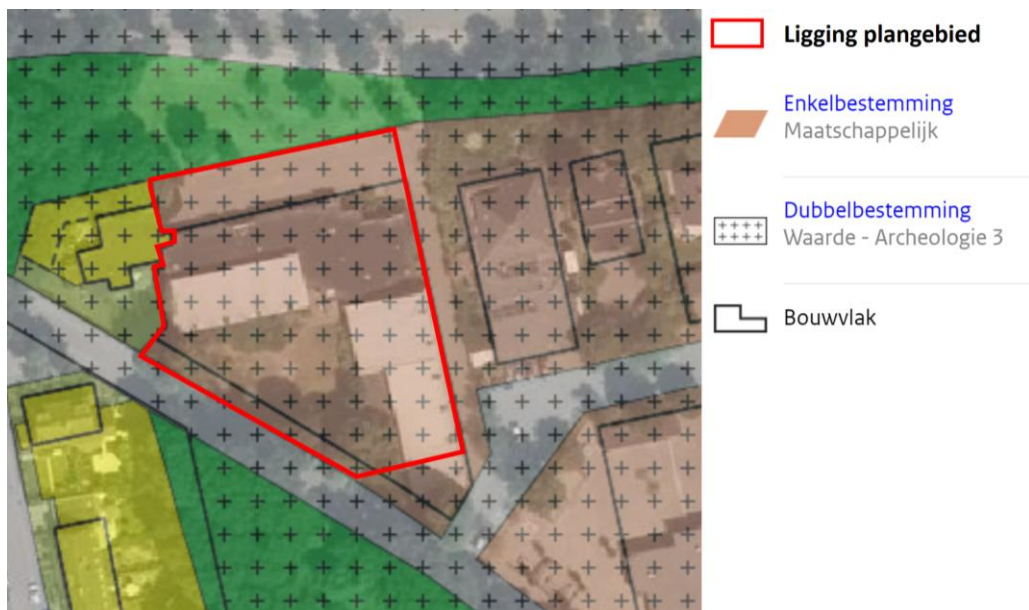 Ligging plangebied
Enkelbestemming
Maatschappelijk
Dubbelbestemming
Waarde - Archeologie 3
Bouwvlak